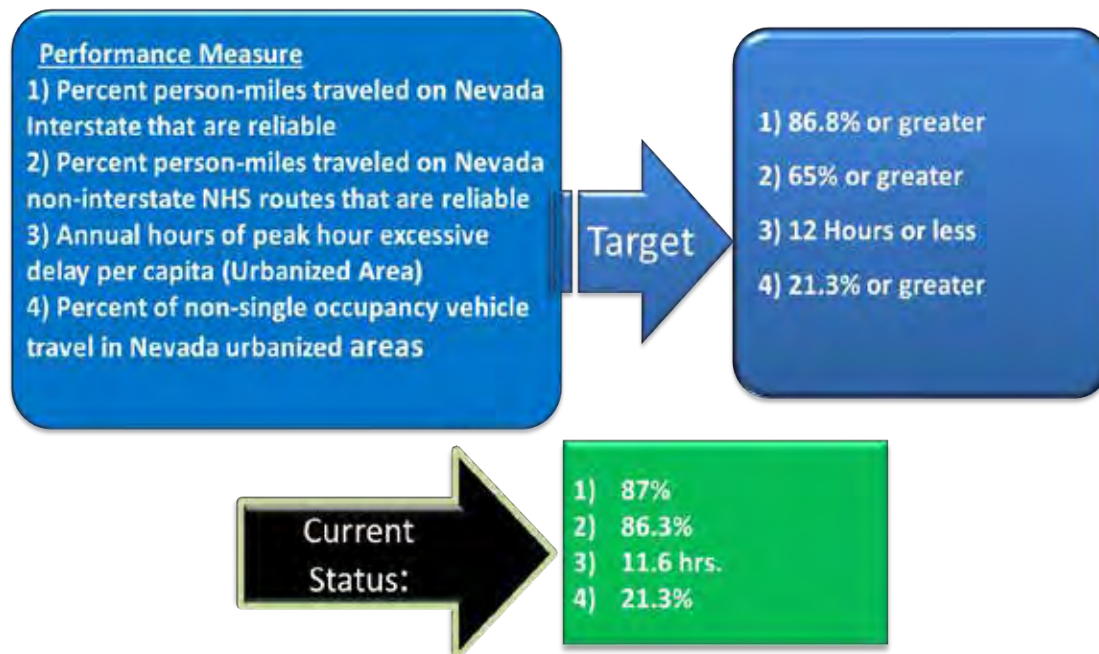 Performance Measure
1) Percent person-miles traveled on Nevada
Interstate that are reliable
2) Percent person-miles traveled on Nevada
non-interstate NHS routes that are reliable
3) Annual hours of peak hour excessive
delay per capita (Urbanized Area)
4) Percent of non-single occupancy vehicle
travel in Nevada urbanized areas
Target
1) 86.8% or greater
2) 65% or greater
3) 12 Hours or less
4) 21.3% or greater
Current
Status:
1) 87%
2) 86.3%
3) 11.6 hrs.
4) 21.3%